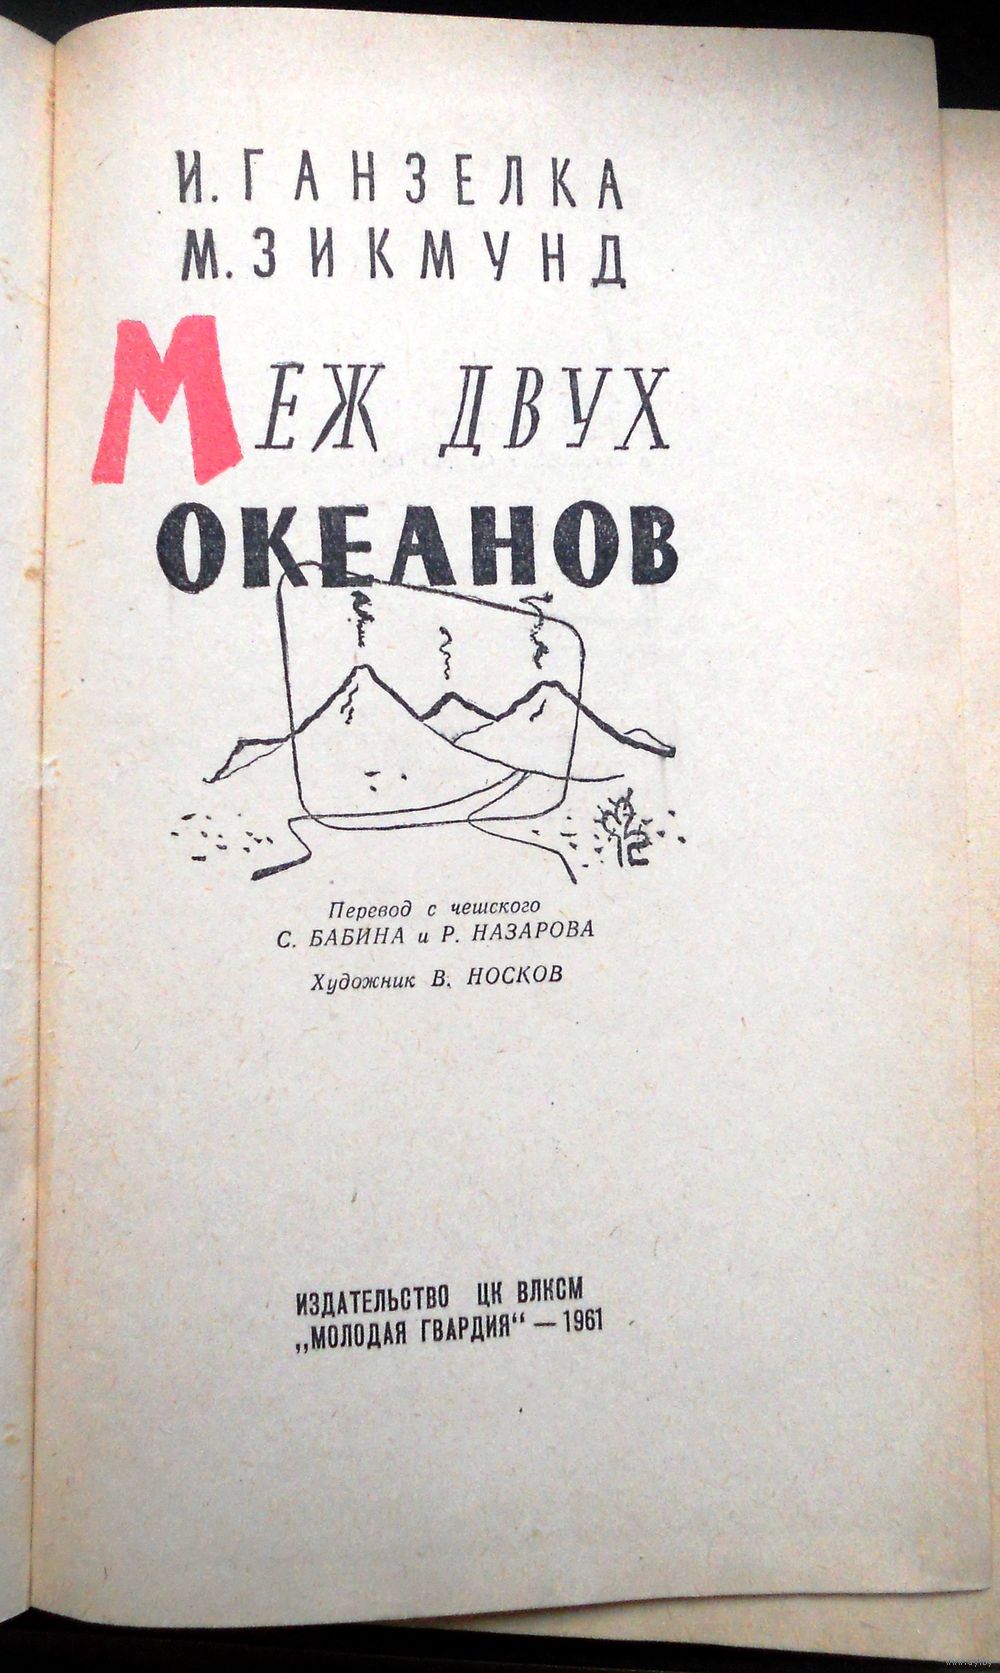 И. ГАНЗЕЛКА
М. ЗИКМУНД
МЕЖ ДВУХ
ОКЕАНОВ
Перевод с чешского
С. БАБИНА и Р. НАЗАРОВА
Художник В. НОСКОВ
ИЗДАТЕЛЬСТВО ЦК ВЛКСМ
„МОЛОДАЯ ГВАРДИЯ“ — 1961